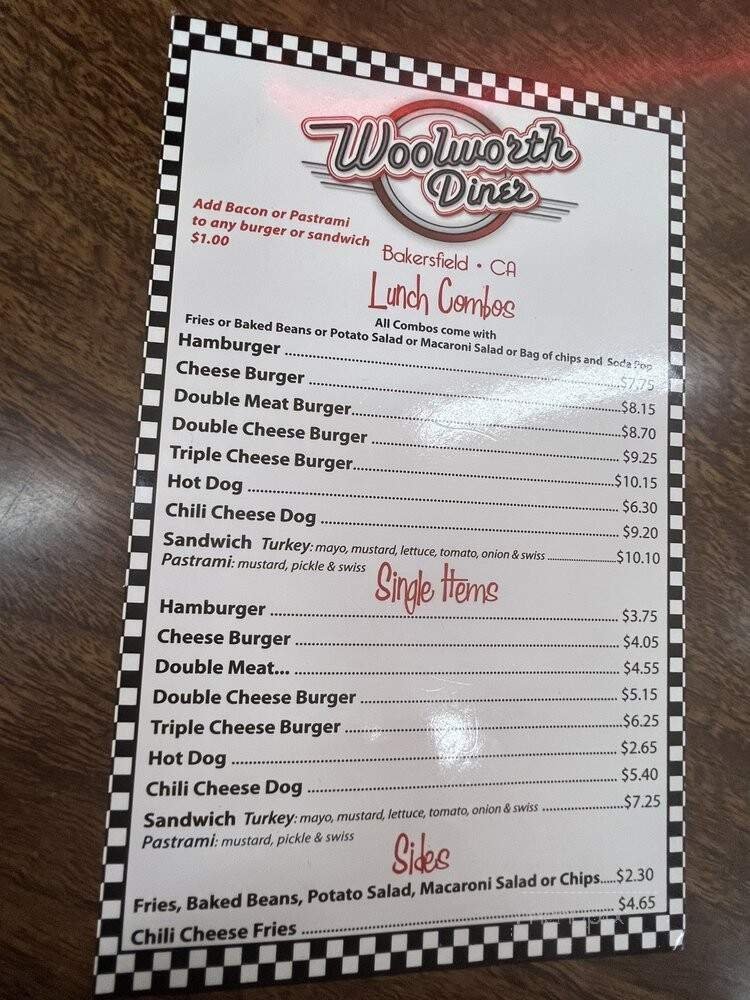 Woolworth
Diner
Add Bacon or Pastrami
to any burger or sandwich
$1.00
Bakersfield • CA
Lunch Combos
All Combos come with
Fries or Baked Beans or Potato Salad or Macaroni Salad or Bag of chips and Soda Pop
Hamburger ........ $7.75
Cheese Burger ........ $8.15
Double Meat Burger........ $8.70
Double Cheese Burger ........ $9.25
Triple Cheese Burger........ $10.15
Hot Dog ........ $6.30
Chili Cheese Dog ........ $9.20
Sandwich Turkey: mayo, mustard, lettuce, tomato, onion & swiss ........ $10.10
Pastrami: mustard, pickle & swiss
Single Items
Hamburger ........ $3.75
Cheese Burger ........ $4.05
Double Meat... ........ $4.55
Double Cheese Burger ........ $5.15
Triple Cheese Burger ........ $6.25
Hot Dog ........ $2.65
Chili Cheese Dog ........ $5.40
Sandwich Turkey: mayo, mustard, lettuce, tomato, onion & swiss ........ $7.25
Pastrami: mustard, pickle & swiss
Sides
Fries, Baked Beans, Potato Salad, Macaroni Salad or Chips.....$2.30
Chili Cheese Fries ........ $4.65